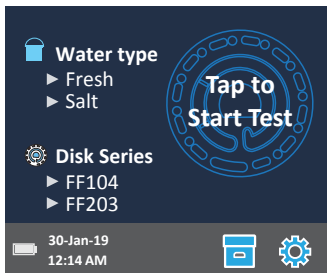 Water type
► Fresh
► Salt
Tap to
Start Test
Disk Series
► FF104
► FF203
30-Jan-19
12:14 AM